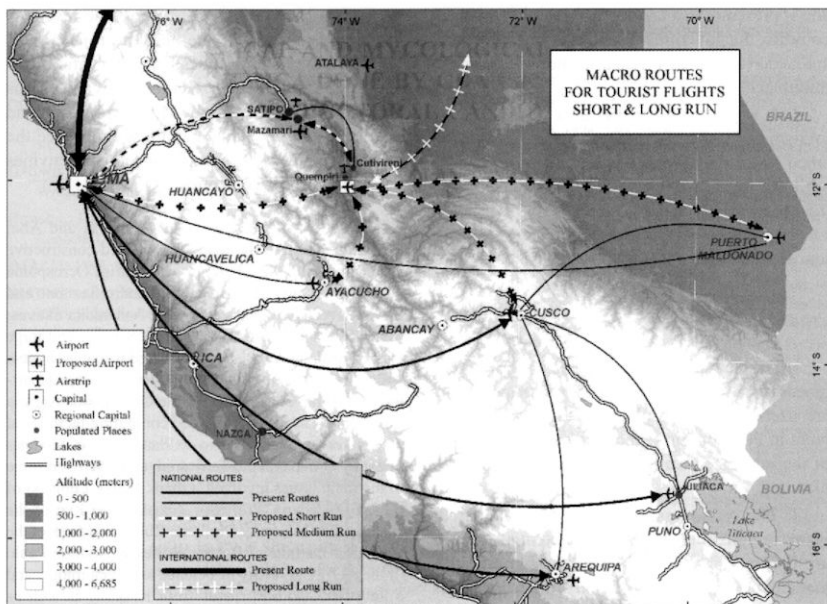 76° W
74° W
72° W
70° W
ATALAYA
MACRO ROUTES
FOR TOURIST FLIGHTS
SHORT & LONG RUN
BRAZIL
SATIPO
Mazamari
Cutivireni
Quempiri
LIMA
12° S
HUANCAYO
HUANCAVELICA
PUERTO
MALDONADO
AYACUCHO
ABANCAY
CUSCO
ICA
14° S
NAZCA
JULIACA
BOLIVIA
PUNO
Lake
Titicaca
AREQUIPA
16° S
Airport
Proposed Airport
Airstrip
Capital
Regional Capital
Populated Places
Lakes
Highways
Altitude (meters)
0 - 500
500 - 1,000
1,000 - 2,000
2,000 - 3,000
3,000 - 4,000
4,000 - 6,685
NATIONAL ROUTES
Present Routes
Proposed Short Run
Proposed Medium Run
INTERNATIONAL ROUTES
Present Route
Proposed Long Run